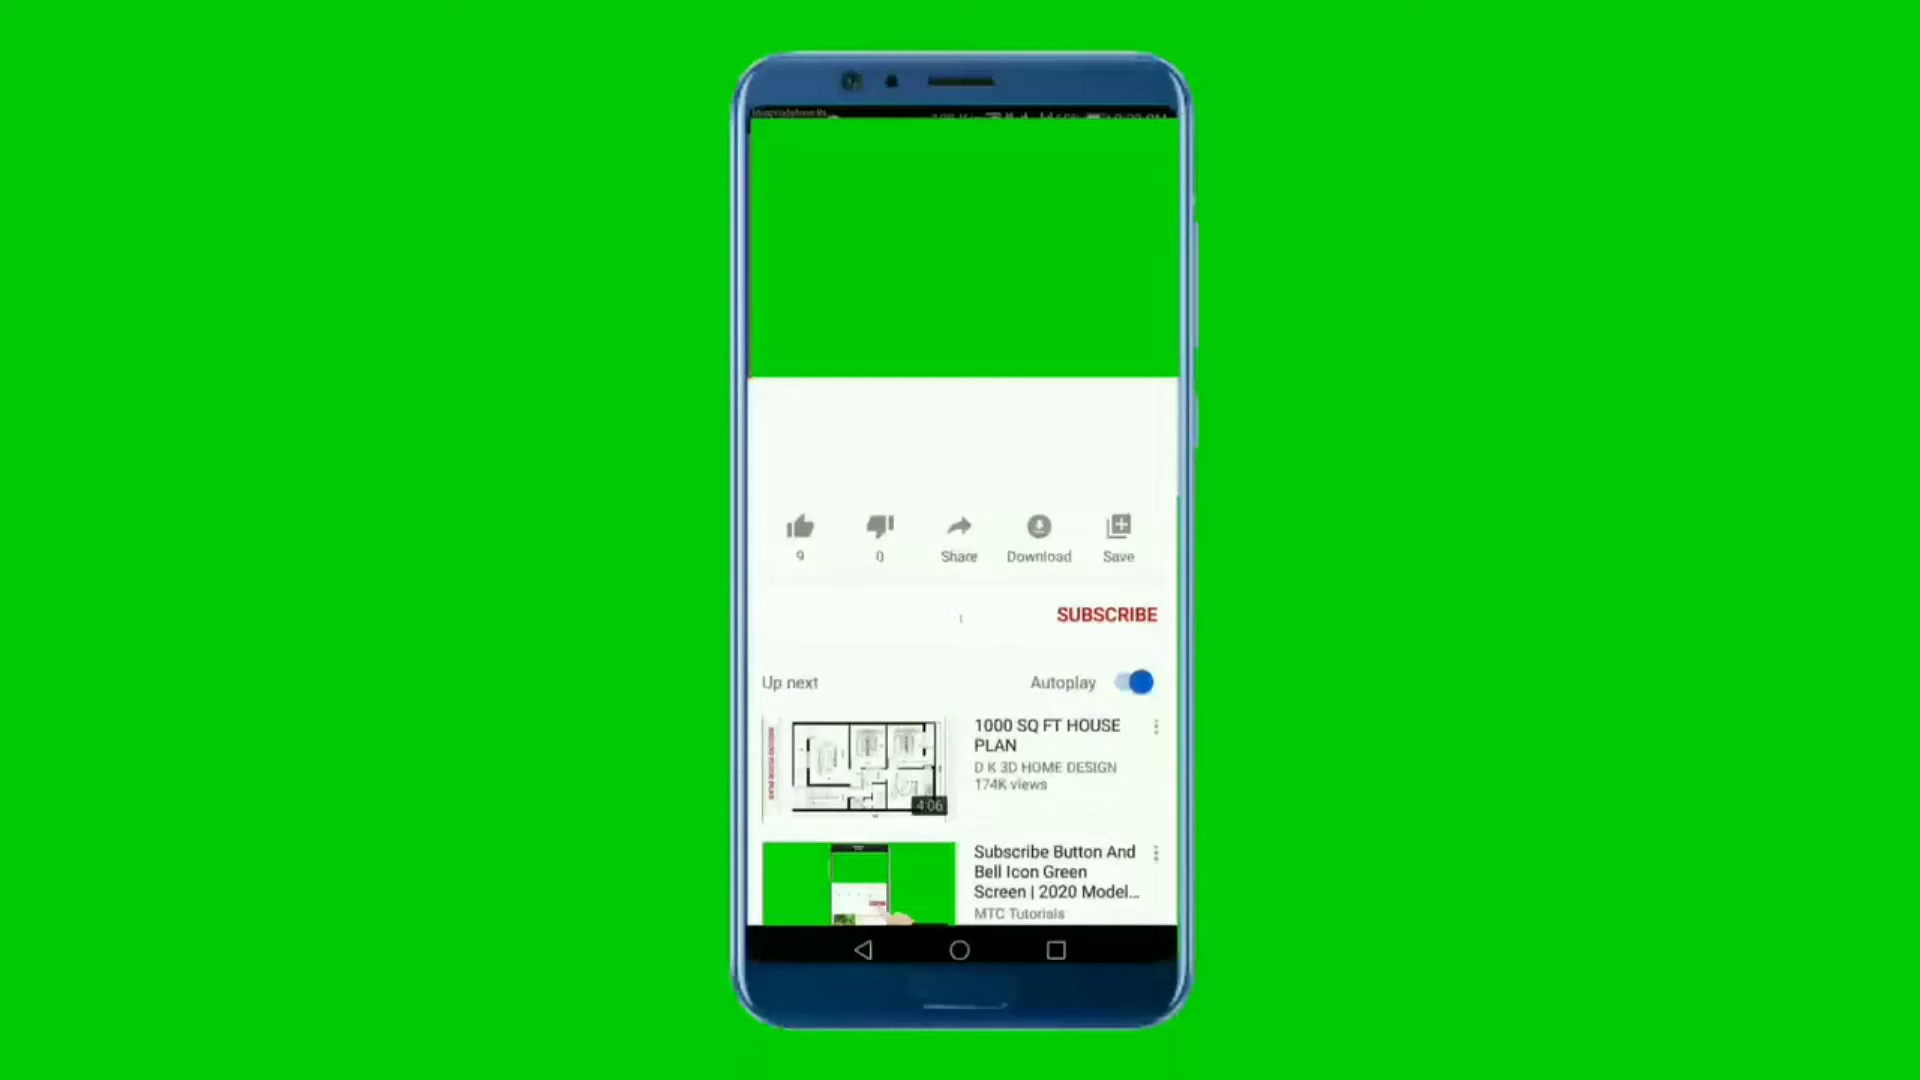 9
0
Share
Download
Save
SUBSCRIBE
Up next
Autoplay
1000 SQ FT HOUSE
PLAN
D K 3D HOME DESIGN
174K views
4:06
Subscribe Button And
Bell Icon Green
Screen | 2020 Model...
MTC Tutorials